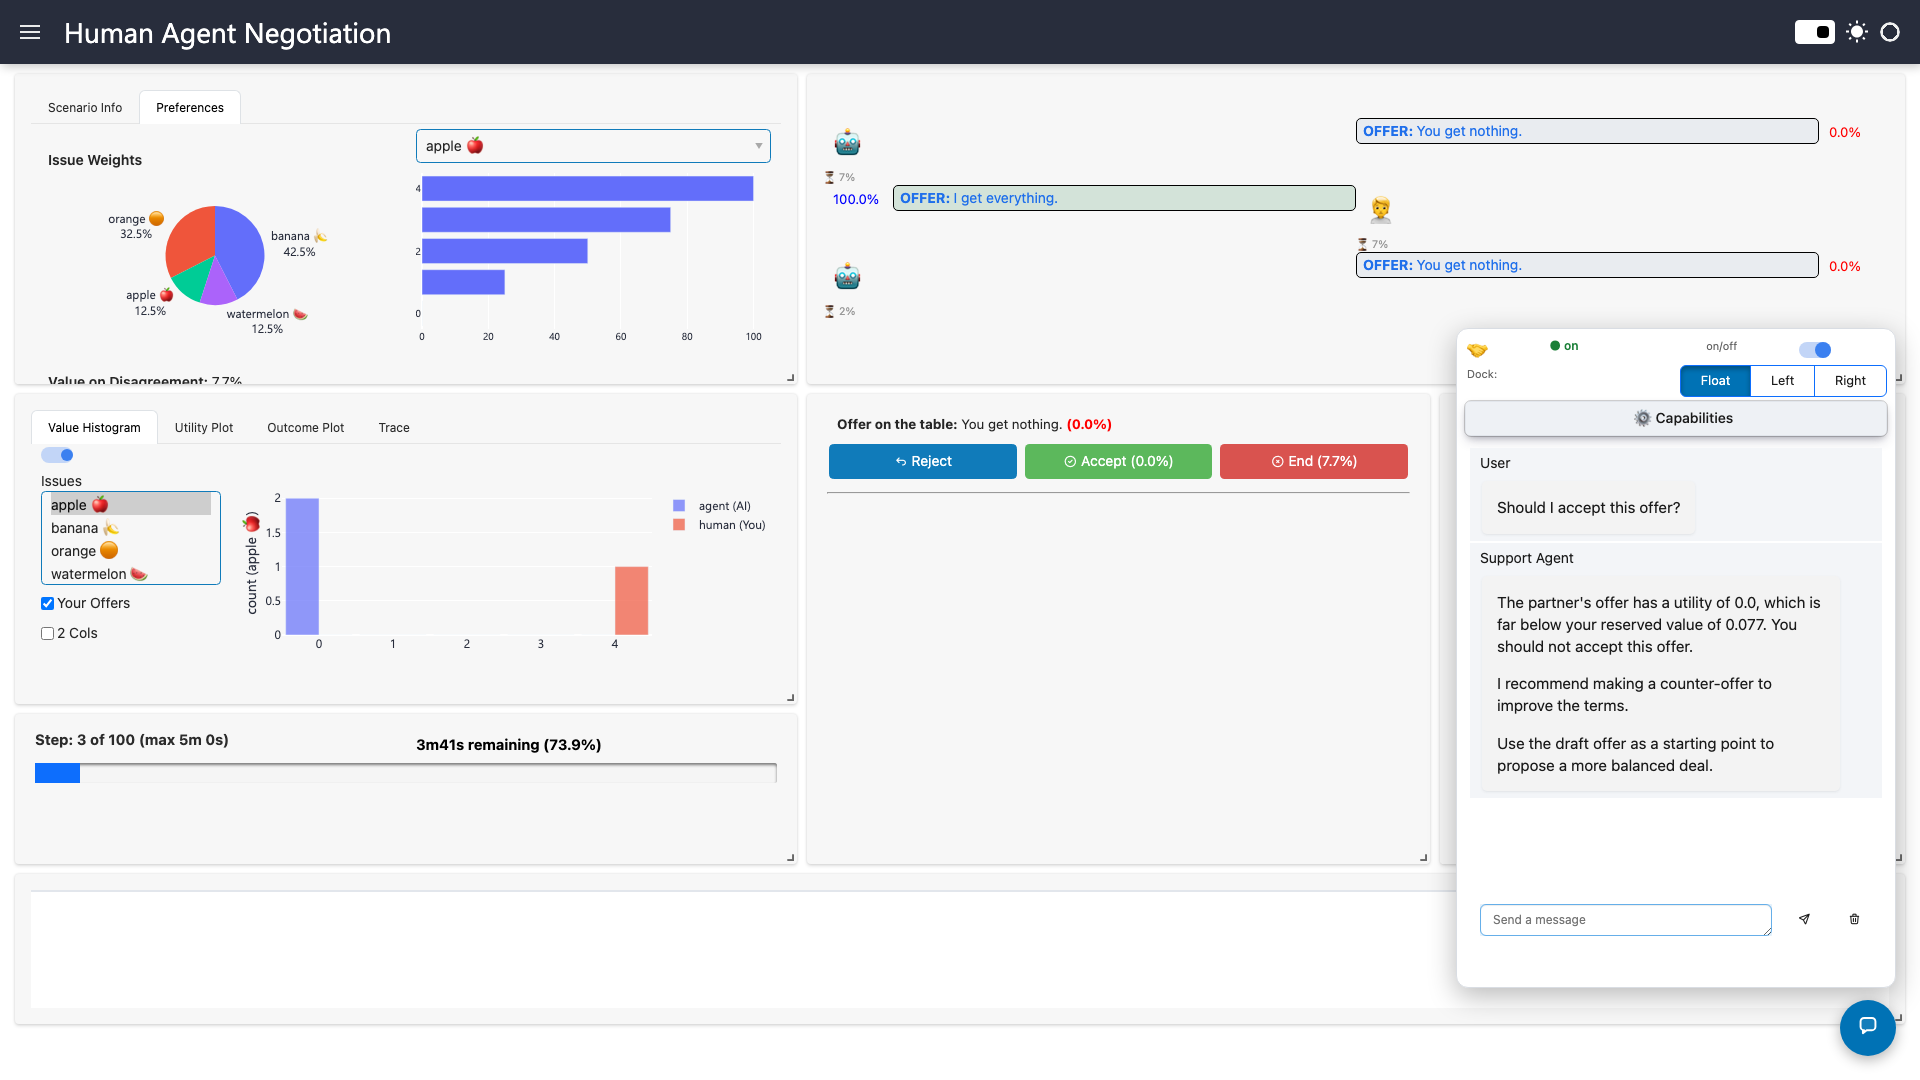 Human Agent Negotiation
Scenario Info
Preferences
Issue Weights
orange
32.5%
banana
42.5%
apple
12.5%
watermelon
12.5%
apple
4
2
0
0
20
40
60
80
100
Value on Disagreement: 7.7%
OFFER: You get nothing.
0.0%
7%
100.0%
OFFER: I get everything.
7%
OFFER: You get nothing.
0.0%
2%
Value Histogram
Utility Plot
Outcome Plot
Trace
Issues
apple
banana
orange
watermelon
Your Offers
2 Cols
count (apple )
2
1.5
1
0.5
0
0
1
2
3
4
agent (AI)
human (You)
Step: 3 of 100 (max 5m 0s)
3m41s remaining (73.9%)
Offer on the table: You get nothing. (0.0%)
Reject
Accept (0.0%)
End (7.7%)
on
on/off
Dock:
Float
Left
Right
Capabilities
User
Should I accept this offer?
Support Agent
The partner's offer has a utility of 0.0, which is
far below your reserved value of 0.077. You
should not accept this offer.
I recommend making a counter-offer to
improve the terms.
Use the draft offer as a starting point to
propose a more balanced deal.
Send a message